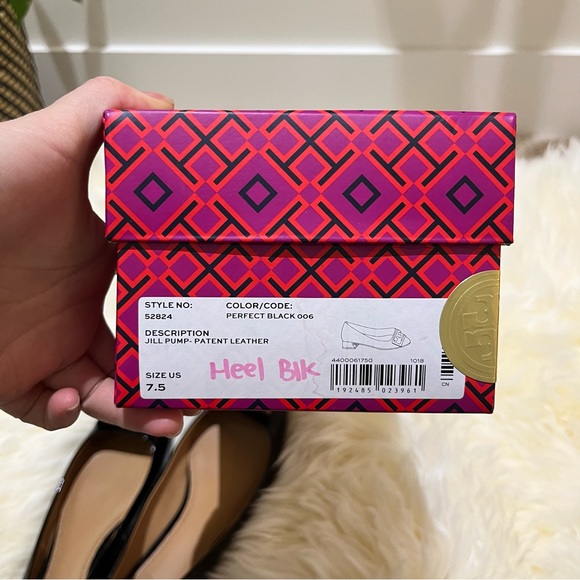 STYLE NO:
52824
COLOR/CODE:
PERFECT BLACK 006
DESCRIPTION
JILL PUMP- PATENT LEATHER
SIZE US
7.5
Heel Blk
4400061750 1018
192485 023961
CN